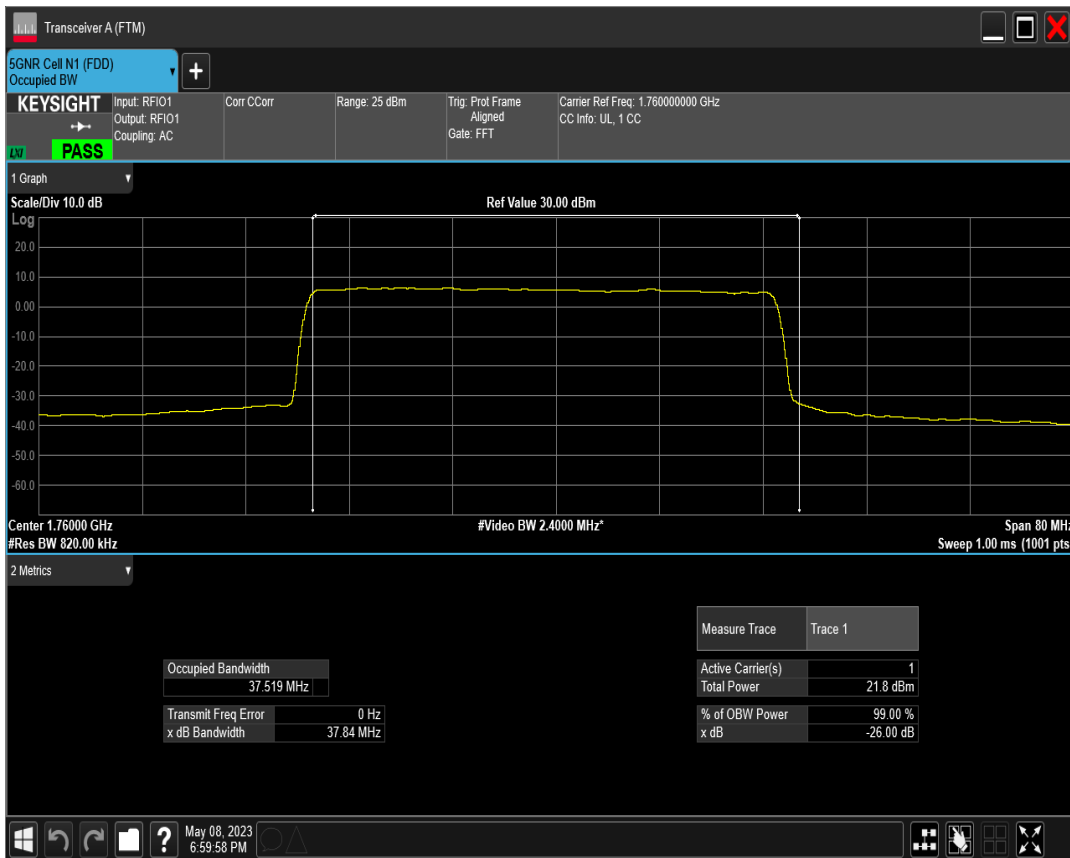 Transceiver A (FTM)
5GNR Cell N1 (FDD)
Occupied BW
+
KEYSIGHT
LXI
PASS
Input: RFIO1
Output: RFIO1
Coupling: AC
Corr CCorr
Range: 25 dBm
Trig: Prot Frame
Aligned
Gate: FFT
Carrier Ref Freq: 1.760000000 GHz
CC Info: UL, 1 CC
1 Graph
Scale/Div 10.0 dB
Ref Value 30.00 dBm
Log
20.0
10.0
0.00
-10.0
-20.0
-30.0
-40.0
-50.0
-60.0
Center 1.76000 GHz
#Video BW 2.4000 MHz*
Span 80 MHz
#Res BW 820.00 kHz
Sweep 1.00 ms (1001 pts
2 Metrics
Measure Trace Trace 1
Occupied Bandwidth
37.519 MHz
Active Carrier(s) 1
Total Power 21.8 dBm
Transmit Freq Error 0 Hz
x dB Bandwidth 37.84 MHz
% of OBW Power 99.00 %
x dB -26.00 dB
?
May 08, 2023
6:59:58 PM